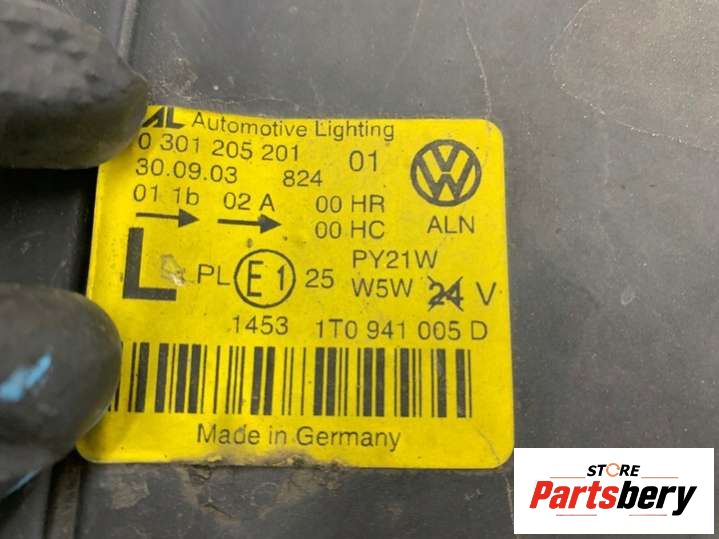 AL Automotive Lighting
0 301 205 201 01
30.09.03 824
01 1b 02 A 00 HR
00 HC
ALN
L PL E1 25 PY21W
W5W 24 V
1453 1T0 941 005 D
Made in Germany
STORE
Partsbery